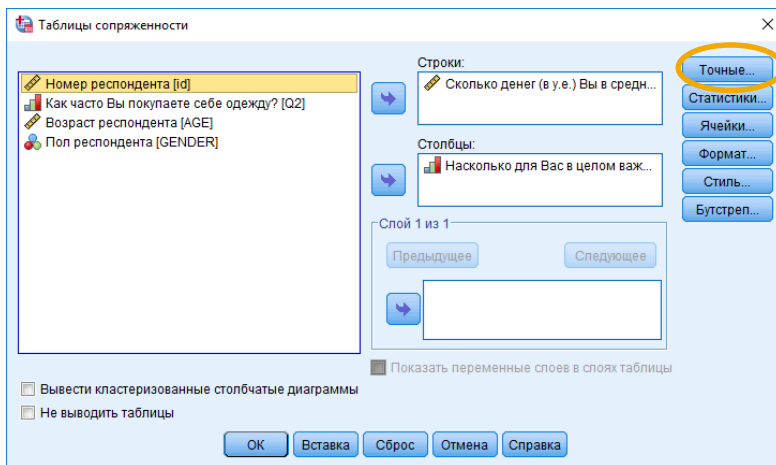 Таблицы сопряженности
Номер респондента [id]
Как часто Вы покупаете себе одежду? [Q2]
Возраст респондента [AGE]
Пол респондента [GENDER]
Строки:
Сколько денег (в у.е.) Вы в средн...
Столбцы:
Насколько для Вас в целом важ...
Слой 1 из 1
Предыдущее
Следующее
Показать переменные слоев в слоях таблицы
Точные...
Статистики...
Ячейки...
Формат...
Стиль...
Бутстреп...
Вывести кластеризованные столбчатые диаграммы
Не выводить таблицы
ОК Вставка Сброс Отмена Справка